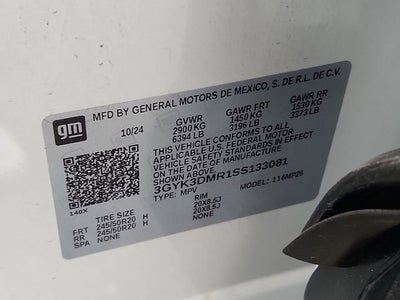 gm
MFD BY GENERAL MOTORS DE MEXICO, S. DE R.L. DE C.V.
10/24 GVWR GAWR FRT GAWR RR
2900 KG 1450 KG 1530 KG
6394 LB 3196 LB 3373 LB
THIS VEHICLE CONFORMS TO ALL
APPLICABLE U.S. FEDERAL MOTOR
VEHICLE SAFETY STANDARDS IN EFFECT
ON THE DATE OF MANUFACTURE
SHOWN ABOVE.
3GYK3DMR1SS133081
TYPE: MPV MODEL: 116MP26
140X
TIRE SIZE RIM
FRT 245/50R20 H 20X8.5J
RR 245/50R20 H 20X8.5J
SPA NONE NONE